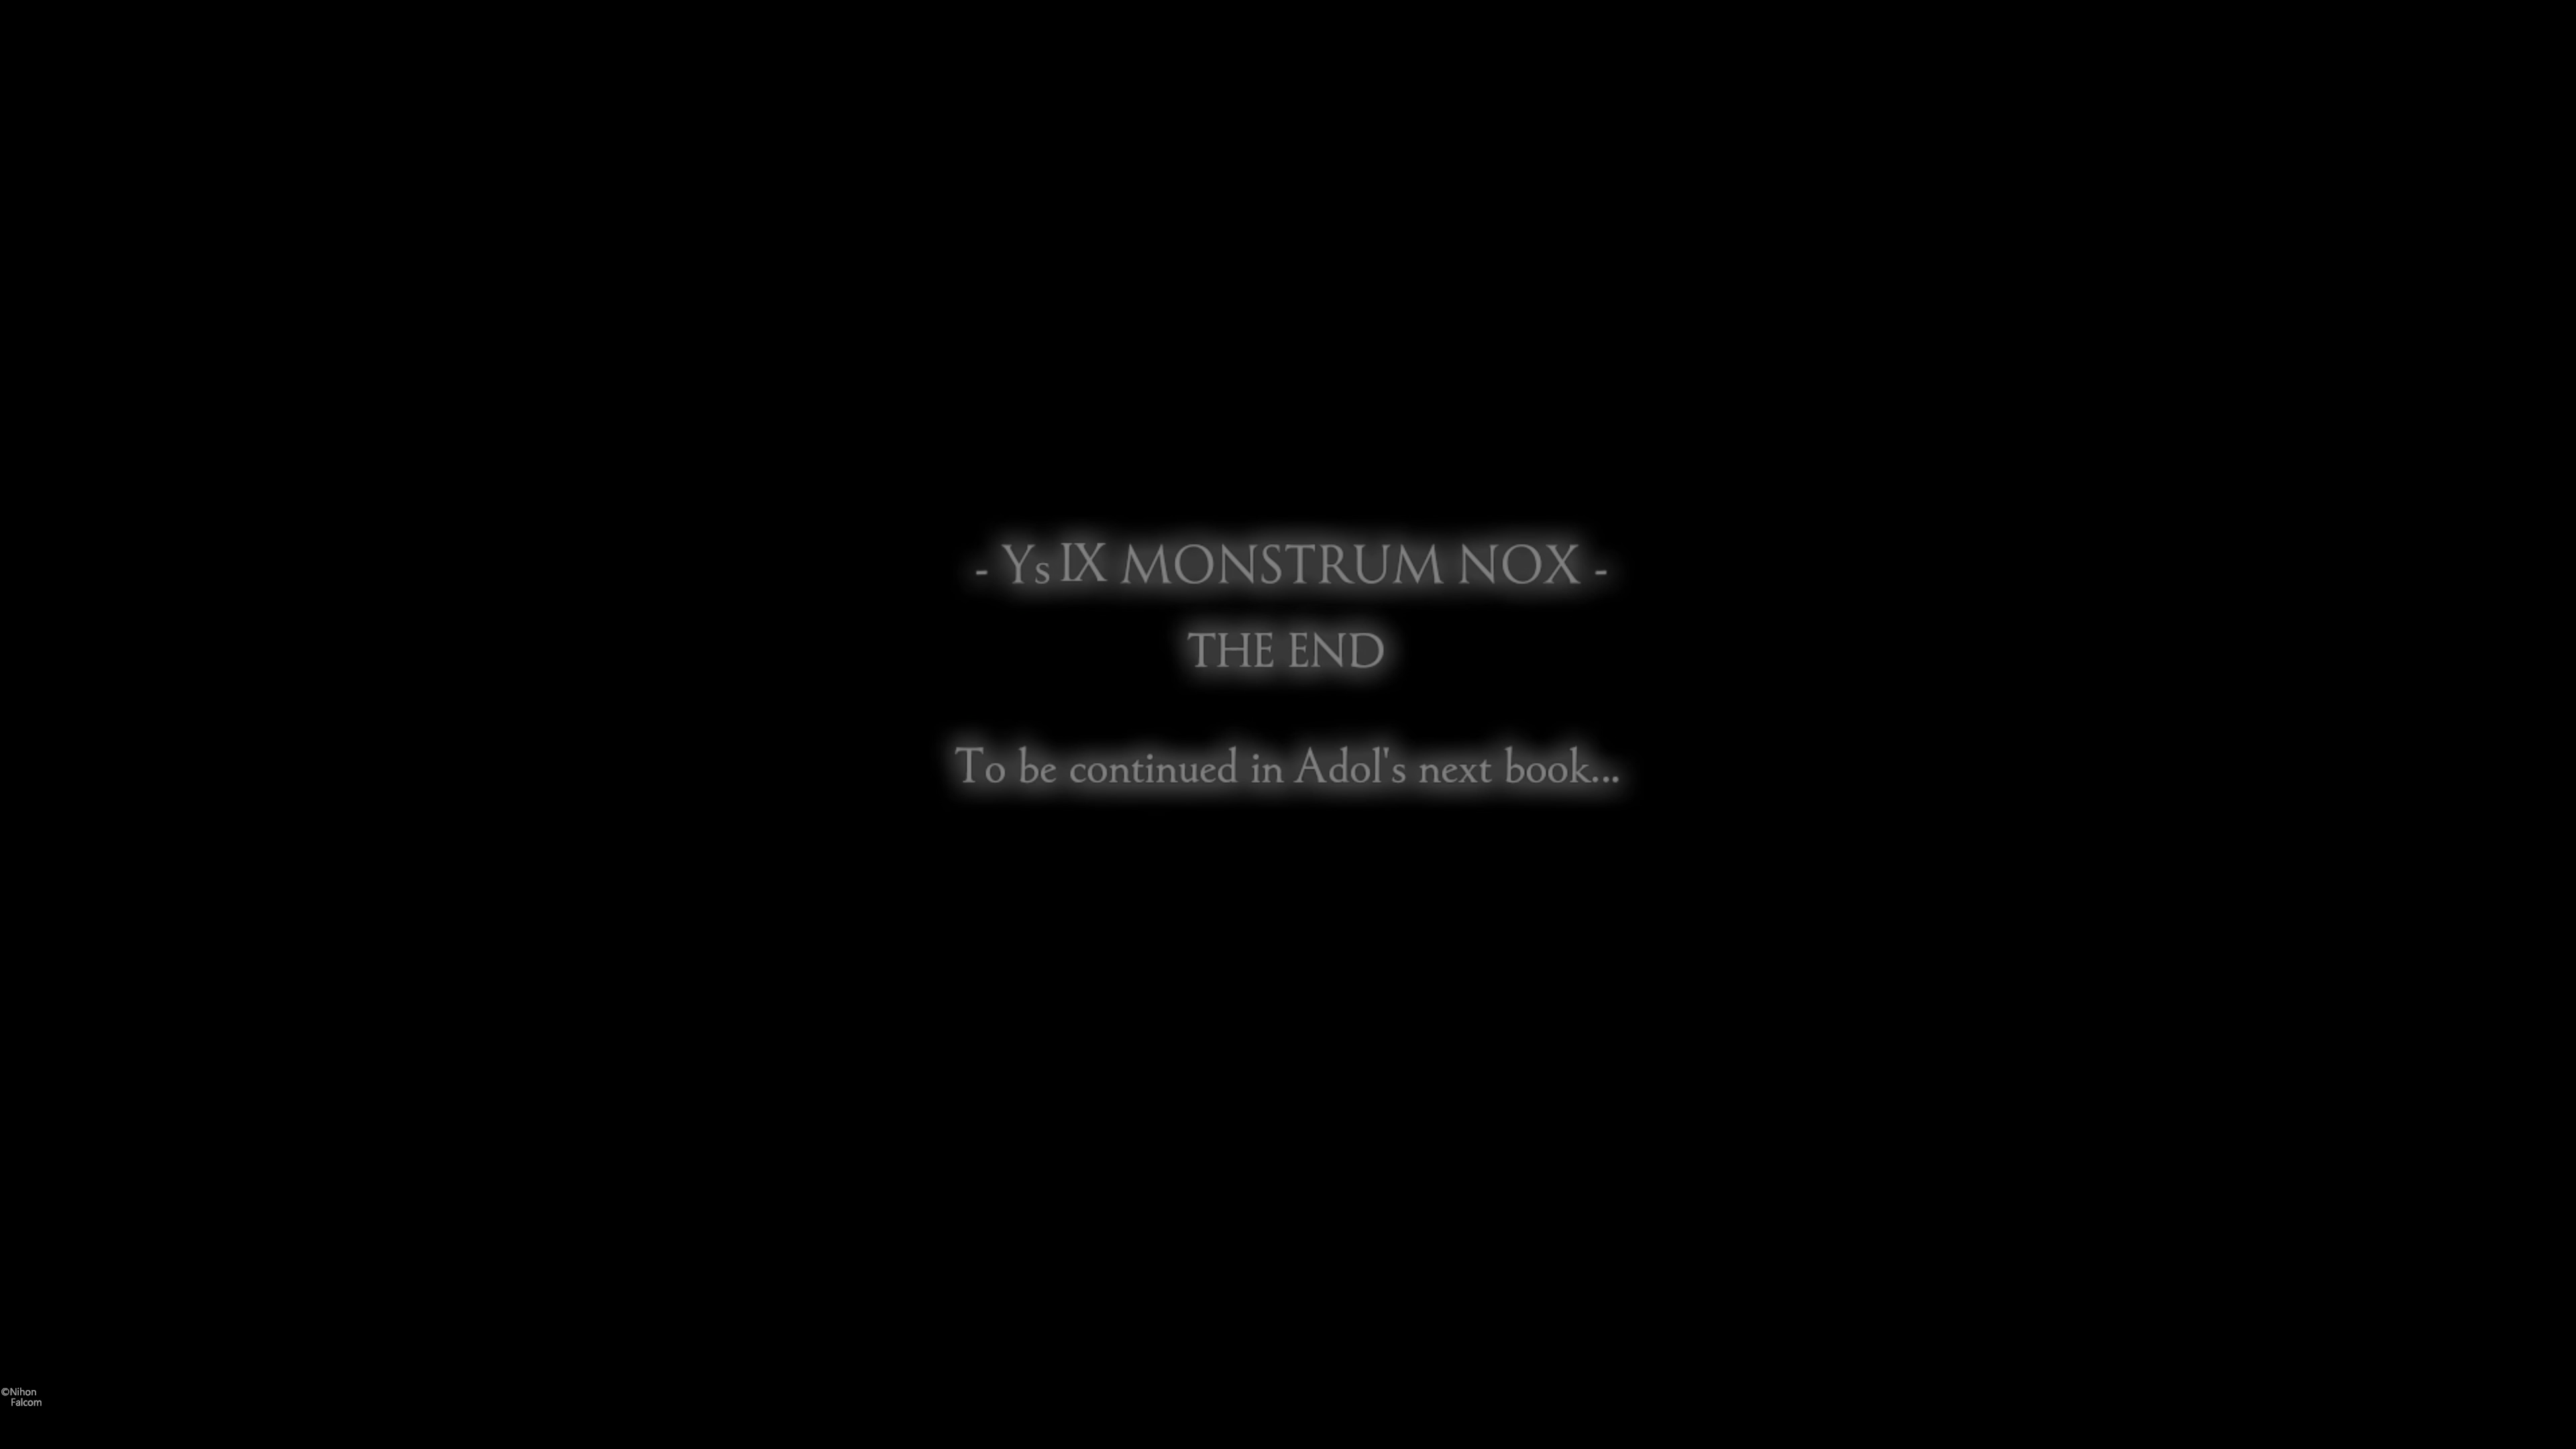 - Ys IX MONSTRUM NOX -
THE END
To be continued in Adol's next book...
©Nihon
Falcom